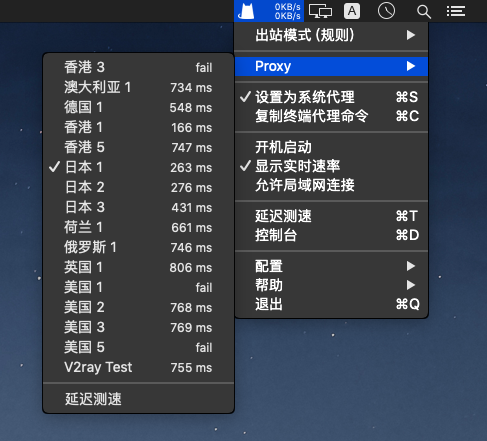 0KB/s
0KB/s
A
出站模式 (规则)
Proxy
设置为系统代理 ⌘S
复制终端代理命令 ⌘C
开机启动
显示实时速率
允许局域网连接
延迟测速 ⌘T
控制台 ⌘D
配置
帮助
退出 ⌘Q
香港 3 fail
澳大利亚 1 734 ms
德国 1 548 ms
香港 1 166 ms
香港 5 747 ms
日本 1 263 ms
日本 2 276 ms
日本 3 431 ms
荷兰 1 661 ms
俄罗斯 1 746 ms
英国 1 806 ms
美国 1 fail
美国 2 768 ms
美国 3 769 ms
美国 5 fail
V2ray Test 755 ms
延迟测速